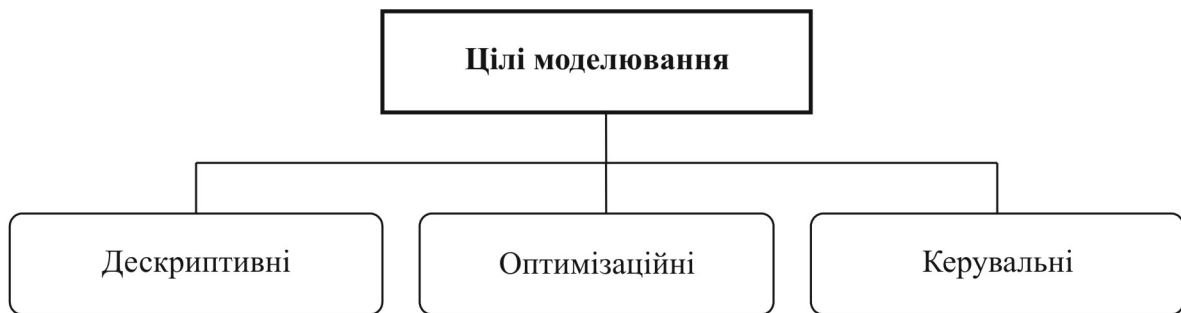 Цілі моделювання
Дескриптивні
Оптимізаційні
Керувальні